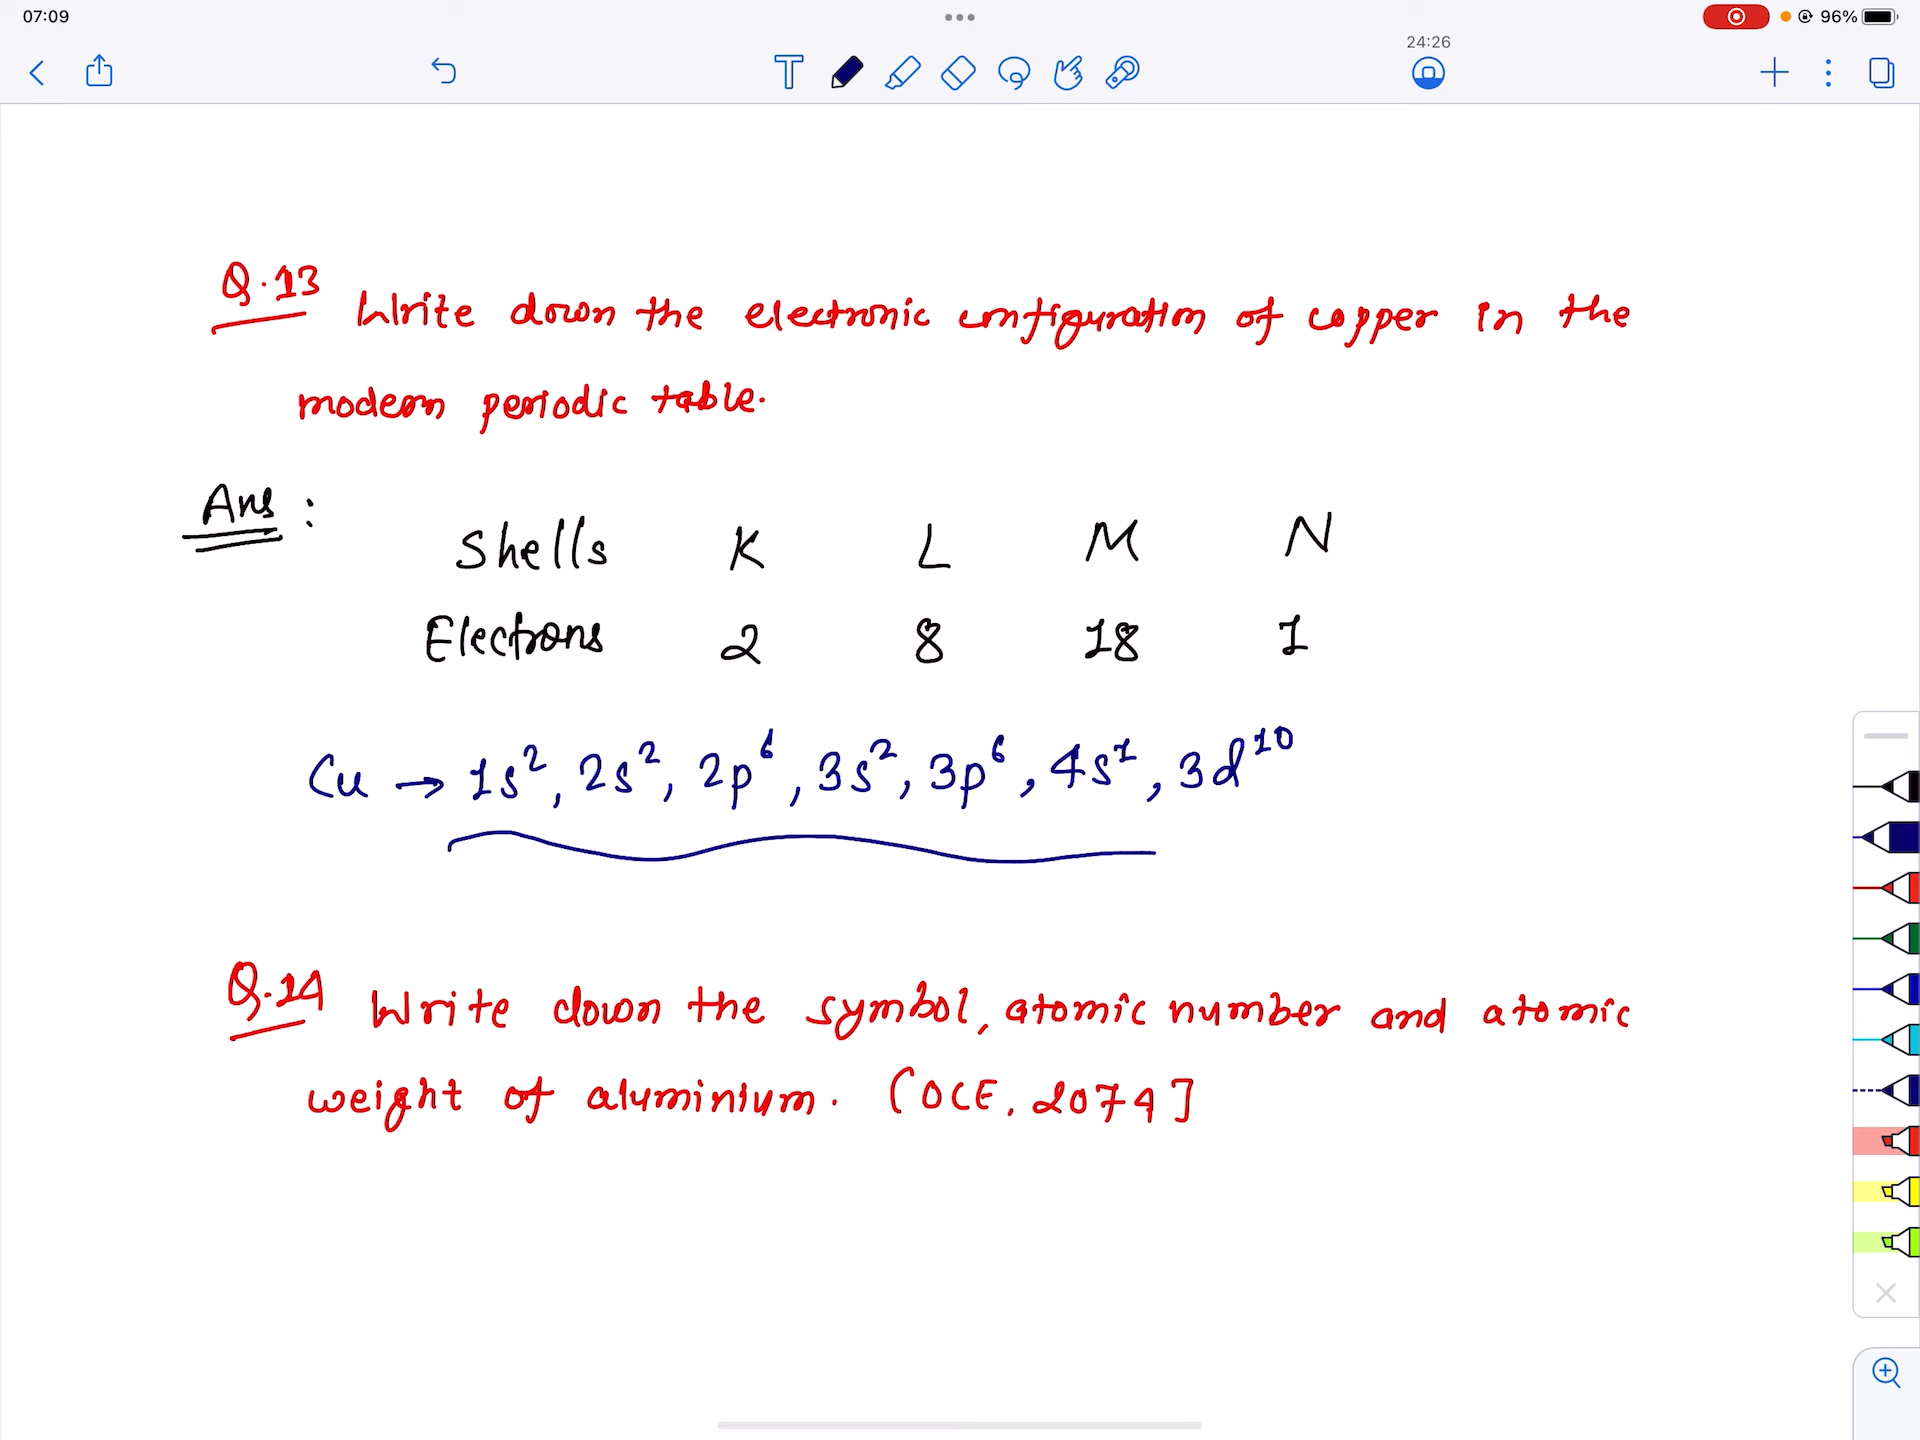 07:09
96%
24:26
Q.13 Write down the electronic configuration of copper in the
modern periodic table.
Ans :
Shells K L M N
Electrons 2 8 18 1
Cu → 1s², 2s², 2p⁶, 3s², 3p⁶, 4s¹, 3d¹⁰
Q.14 Write down the symbol, atomic number and atomic
weight of aluminium. (OCE, 2074]